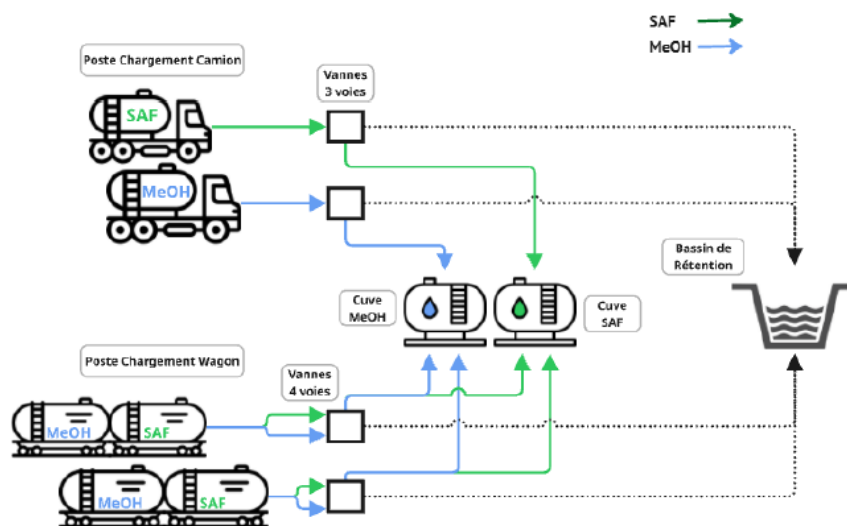 SAF
MeOH
Poste Chargement Camion
Vannes
3 voies
SAF
MeOH
Bassin de
Rétention
Cuve
MeOH
Cuve
SAF
Poste Chargement Wagon
Vannes
4 voies
MeOH
SAF
MeOH
SAF